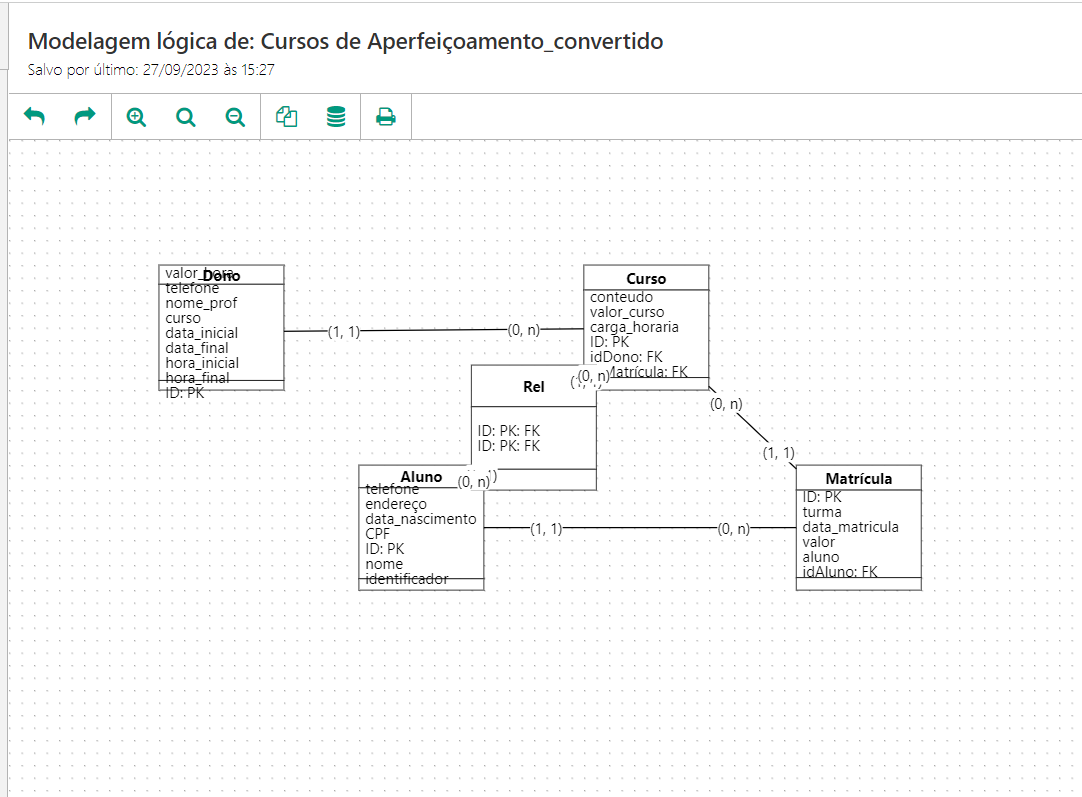 Modelagem lógica de: Cursos de Aperfeiçoamento_convertido
Salvo por último: 27/09/2023 às 15:27
Dono
valor_hora
telefone
nome_prof
curso
data_inicial
data_final
hora_inicial
hora_final
ID: PK
(1, 1)
(0, n)
Curso
conteudo
valor_curso
carga_horaria
ID: PK
idDono: FK
Matrícula: FK
Rel
(0, n)
ID: PK: FK
ID: PK: FK
(0, n)
(1, 1)
Aluno
(0, n)
telefone
endereço
data_nascimento
CPF
ID: PK
nome
identificador
(1, 1)
(0, n)
Matrícula
ID: PK
turma
data_matricula
valor
aluno
idAluno: FK